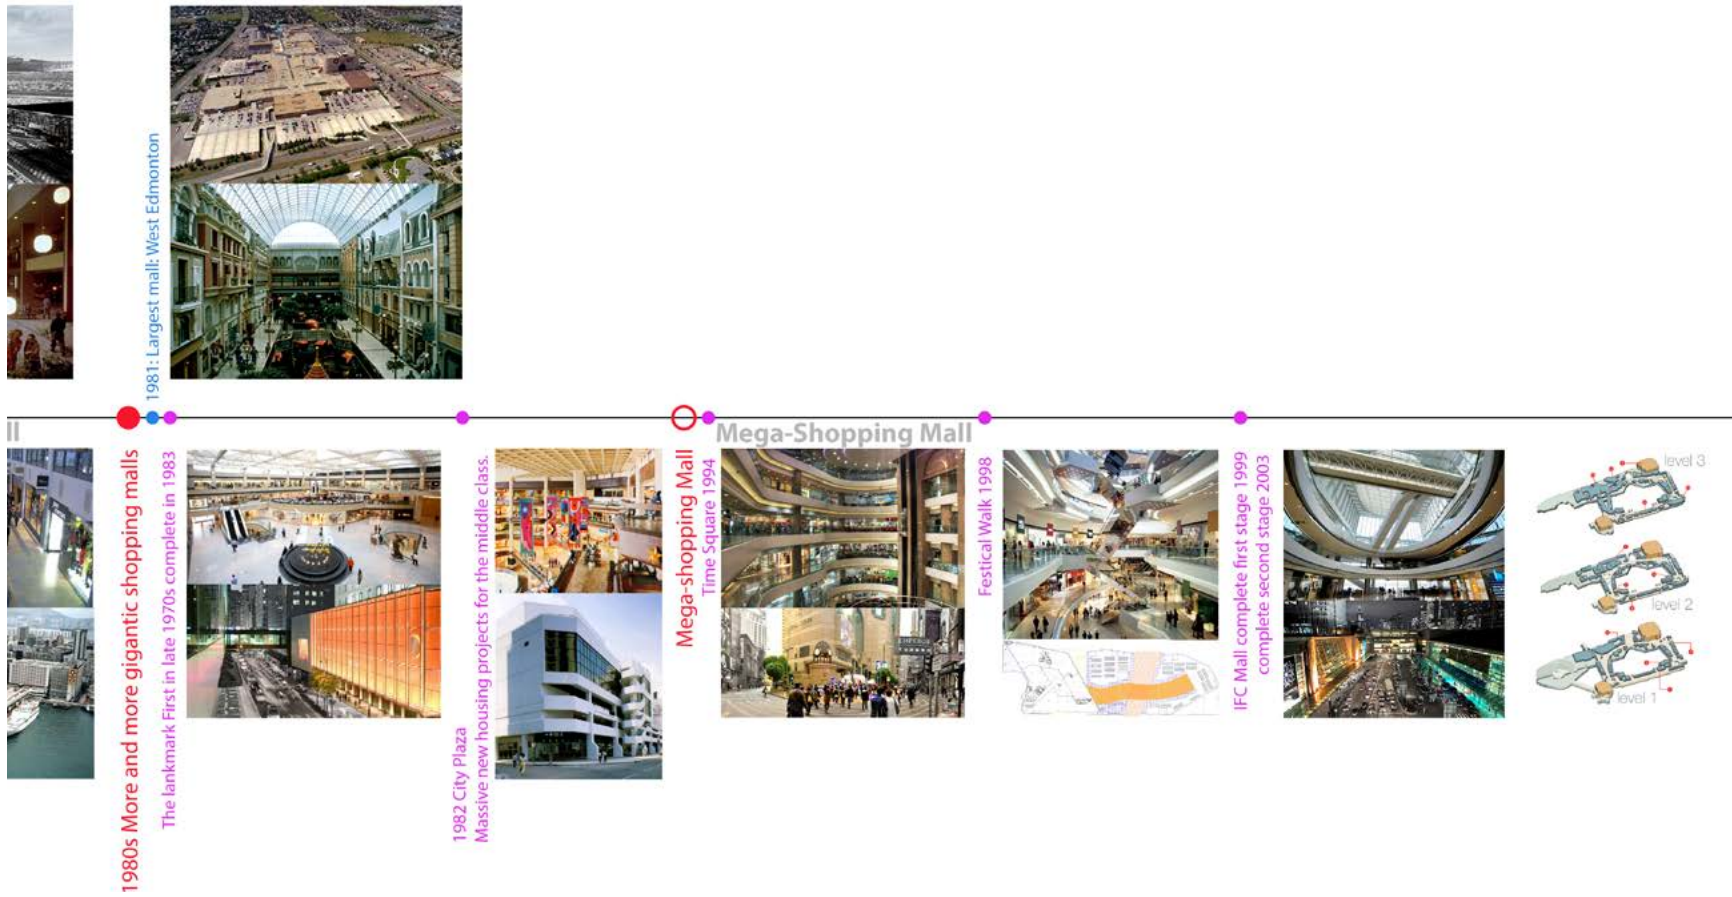 1981: Largest mall: West Edmonton
ll
1980s More and more gigantic shopping malls
The lankmark First in late 1970s complete in 1983
1982 City Plaza
Massive new housing projects for the middle class.
Mega-shopping Mall
Mega-Shopping Mall
Time Square 1994
Festical Walk 1998
IFC Mall complete first stage 1999
complete second stage 2003
level 3
level 2
level 1